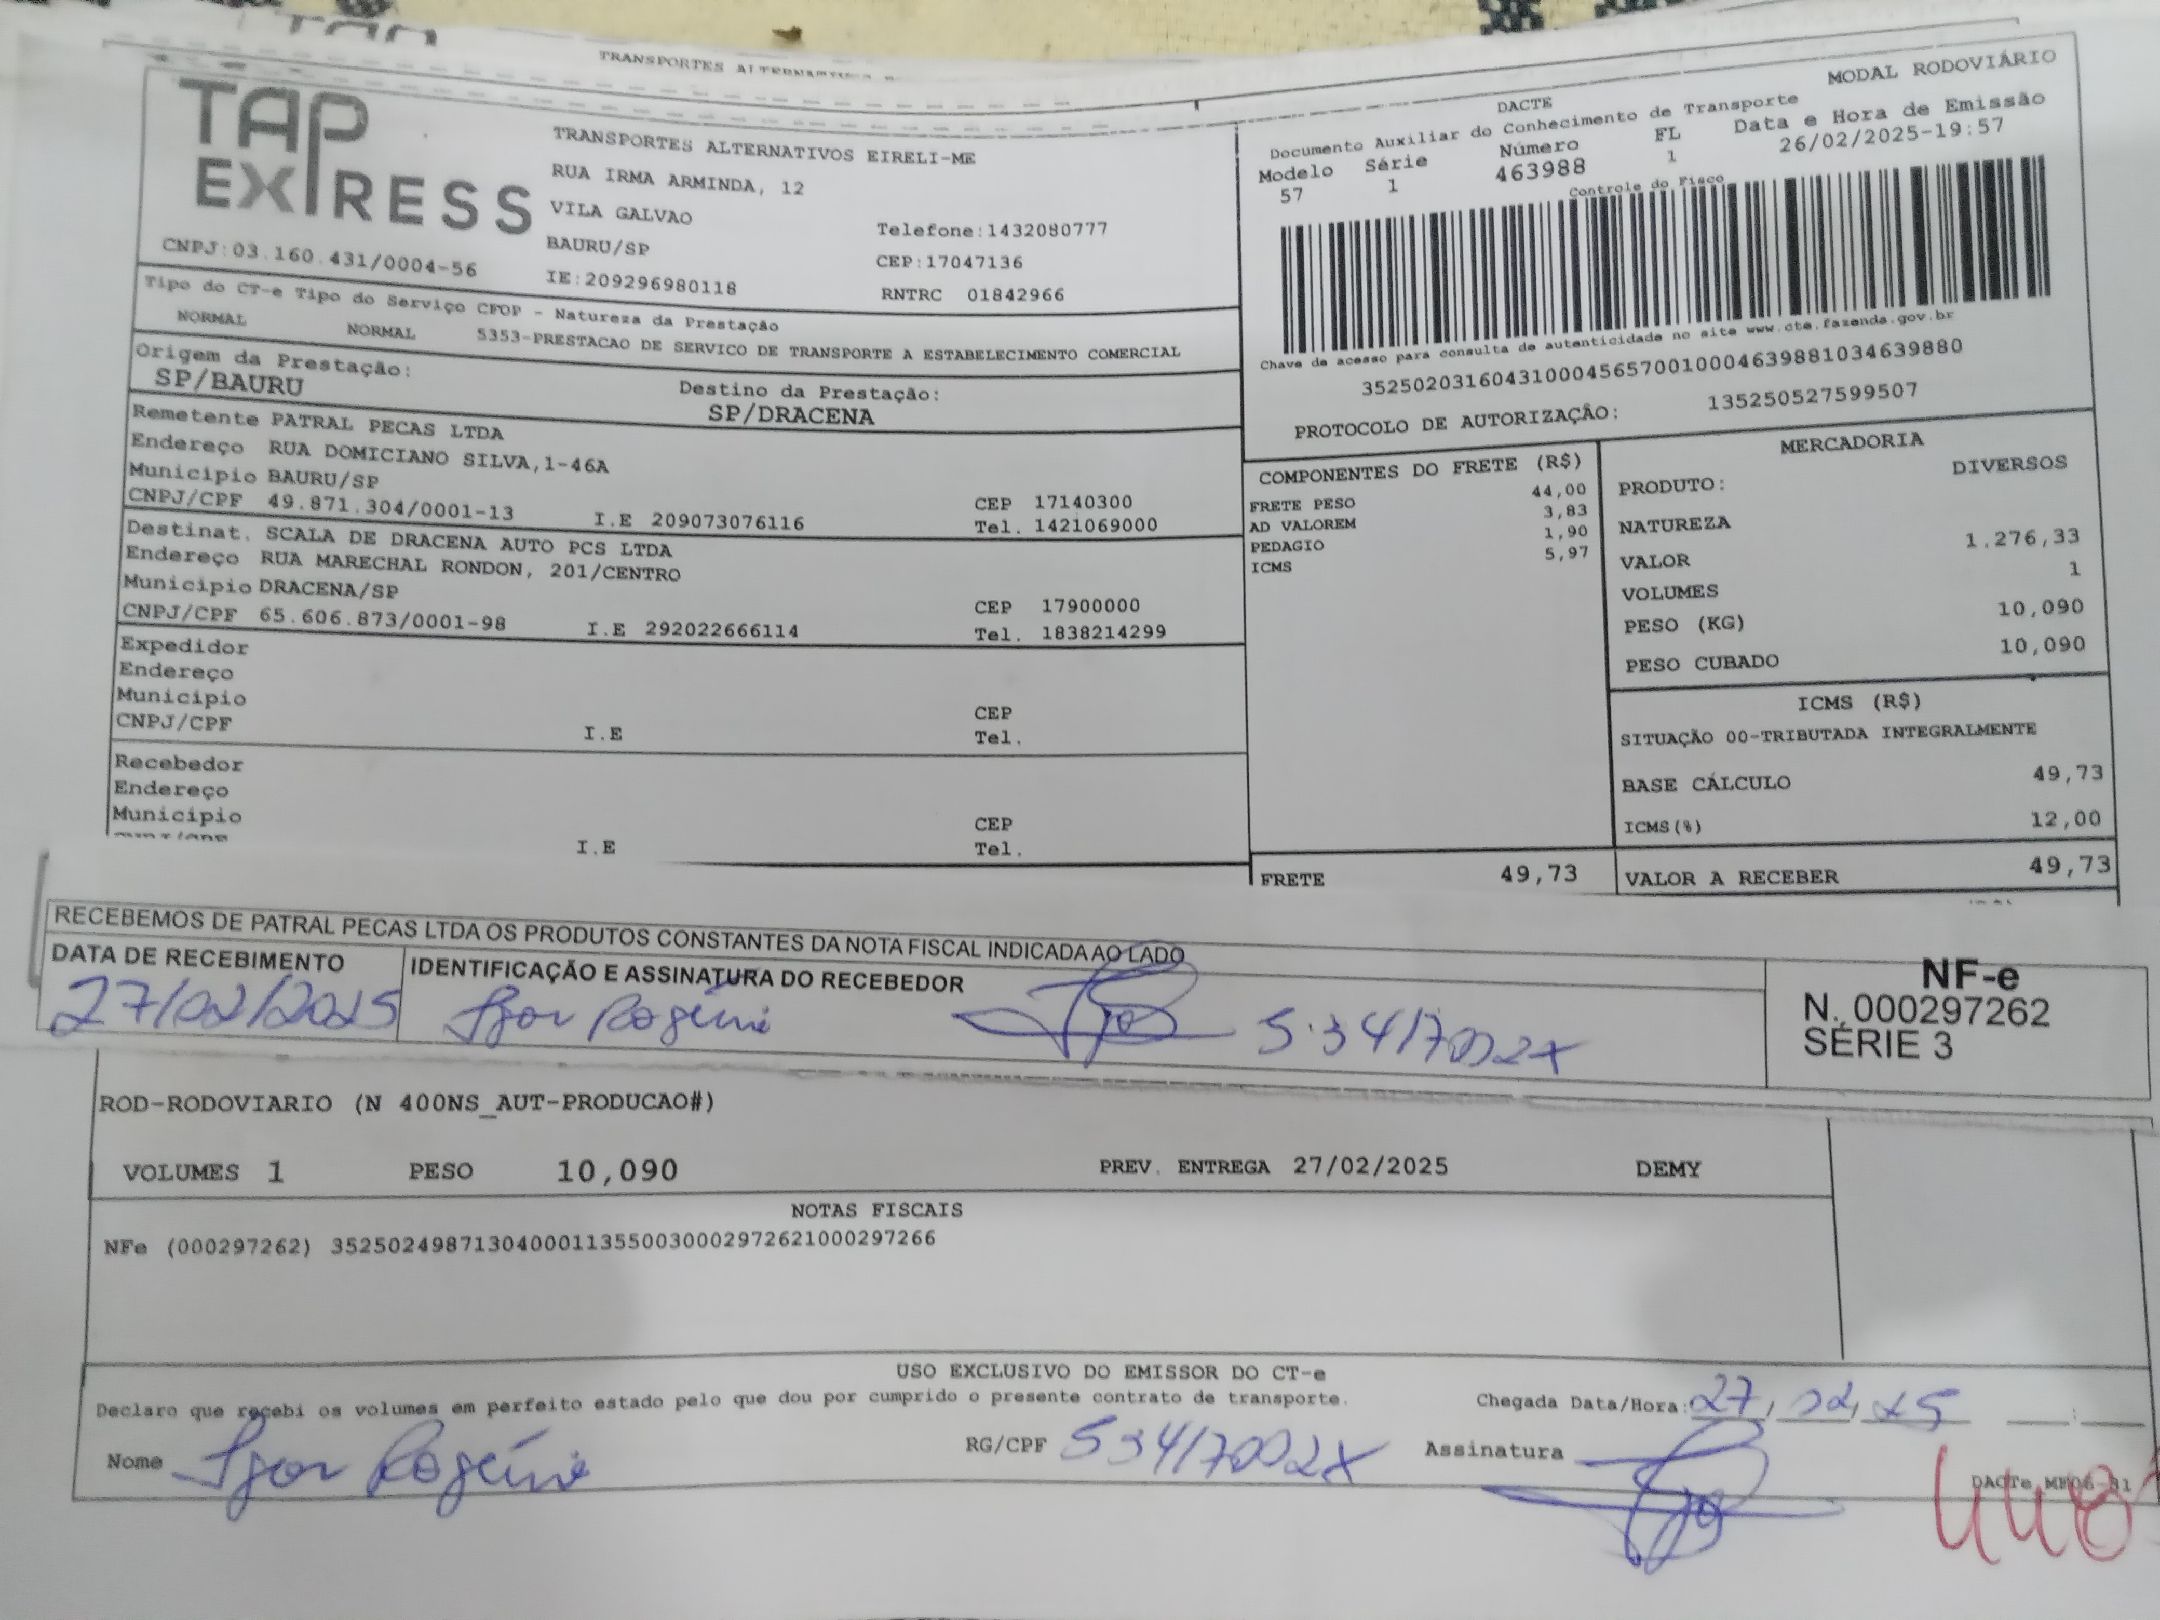 TRANSPORTES ALTERNATIVOS
TAP
EXPRESS
CNPJ:03.160.431/0004-56
TRANSPORTES ALTERNATIVOS EIRELI-ME
RUA IRMA ARMINDA, 12
VILA GALVAO
BAURU/SP
IE:209296980118
Telefone:1432080777
CEP:17047136
RNTRC 01842966
MODAL RODOVIÁRIO
DACTE
Documento Auxiliar do Conhecimento de Transporte
Modelo Série Número FL Data e Hora de Emissão
57 1 463988 1 26/02/2025-19:57
Controle do Fisco
Chave de acesso para consulta de autenticidade no site www.cte.fazenda.gov.br
35250203160431000456570010004639881034639880
PROTOCOLO DE AUTORIZAÇÃO: 135250527599507
Tipo do CT-e Tipo do Serviço CFOP - Natureza da Prestação
NORMAL NORMAL 5353-PRESTACAO DE SERVICO DE TRANSPORTE A ESTABELECIMENTO COMERCIAL
Origem da Prestação: Destino da Prestação:
SP/BAURU SP/DRACENA
Remetente PATRAL PECAS LTDA
Endereço RUA DOMICIANO SILVA,1-46A
Municipio BAURU/SP CEP 17140300
CNPJ/CPF 49.871.304/0001-13 I.E 209073076116 Tel. 1421069000
Destinat. SCALA DE DRACENA AUTO PCS LTDA
Endereço RUA MARECHAL RONDON, 201/CENTRO
Municipio DRACENA/SP CEP 17900000
CNPJ/CPF 65.606.873/0001-98 I.E 292022666114 Tel. 1838214299
Expedidor
Endereço
Municipio CEP
CNPJ/CPF I.E Tel.
Recebedor
Endereço
Municipio CEP
CNPJ/CPF I.E Tel.
COMPONENTES DO FRETE (R$)
FRETE PESO 44,00
AD VALOREM 3,83
PEDAGIO 1,90
ICMS 5,97
FRETE 49,73
MERCADORIA
PRODUTO: DIVERSOS
NATUREZA
VALOR 1.276,33
VOLUMES 1
PESO (KG) 10,090
PESO CUBADO 10,090
ICMS (R$)
SITUAÇÃO 00-TRIBUTADA INTEGRALMENTE
BASE CÁLCULO 49,73
ICMS(%) 12,00
VALOR A RECEBER 49,73
RECEBEMOS DE PATRAL PECAS LTDA OS PRODUTOS CONSTANTES DA NOTA FISCAL INDICADA AO LADO
DATA DE RECEBIMENTO IDENTIFICAÇÃO E ASSINATURA DO RECEBEDOR
27/02/2025 Igor Rogério 53417002X
NF-e
N. 000297262
SÉRIE 3
ROD-RODOVIARIO (N 400NS_AUT-PRODUCAO#)
VOLUMES 1 PESO 10,090 PREV. ENTREGA 27/02/2025 DEMY
NOTAS FISCAIS
NFe (000297262) 35250249871304000113550030002972621000297266
USO EXCLUSIVO DO EMISSOR DO CT-e
Declaro que recebi os volumes em perfeito estado pelo que dou por cumprido o presente contrato de transporte. Chegada Data/Hora: 27/02/25
Nome Igor Rogério RG/CPF 53417002X Assinatura